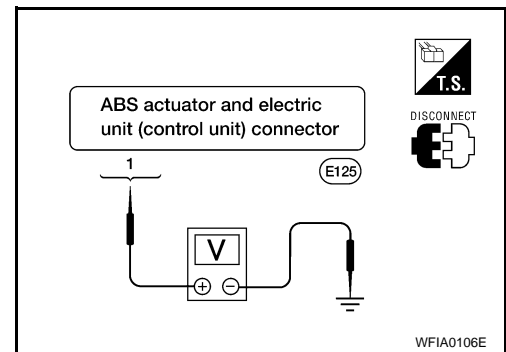 T.S.
DISCONNECT
ABS actuator and electric
unit (control unit) connector
1
E125
V
+ −
WFIA0106E